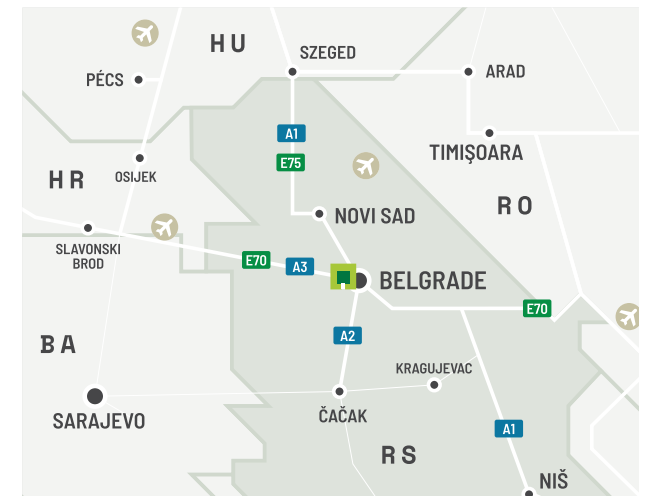 HU
SZEGED
PÉCS
ARAD
A1
TIMIŞOARA
E75
OSIJEK
HR
RO
NOVI SAD
SLAVONSKI
BROD
E70
A3
BELGRADE
E70
A2
BA
KRAGUJEVAC
SARAJEVO
ČAČAK
A1
RS
NIŠ